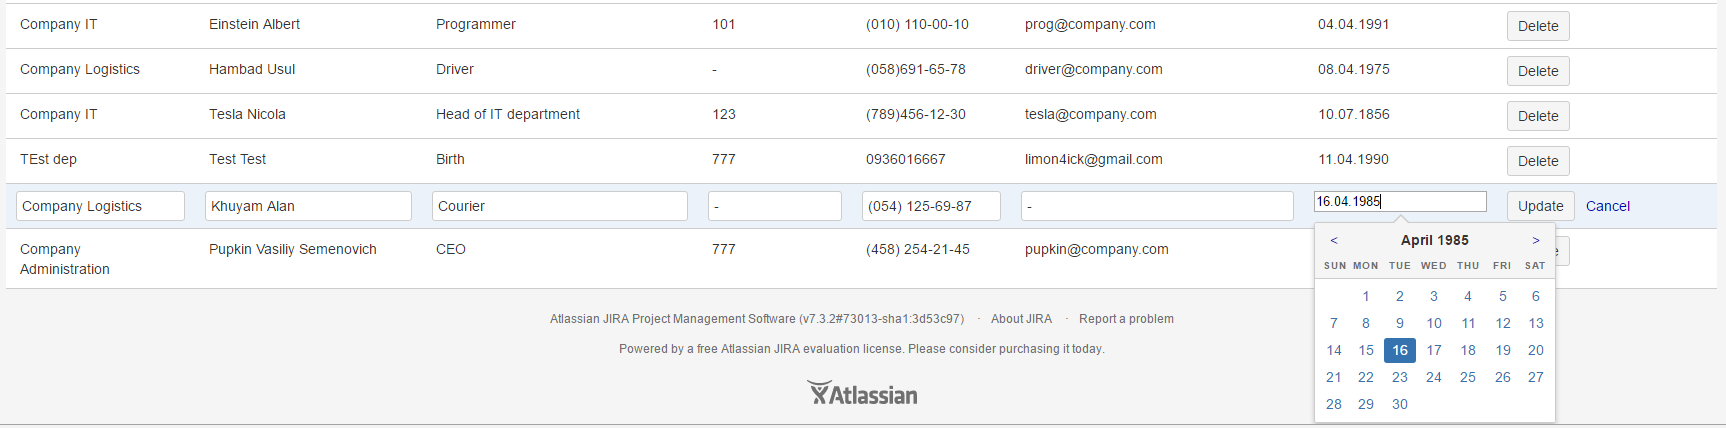 Company IT Einstein Albert Programmer 101 (010) 110-00-10 prog@company.com 04.04.1991 Delete
Company Logistics Hambad Usul Driver - (058)691-65-78 driver@company.com 08.04.1975 Delete
Company IT Tesla Nicola Head of IT department 123 (789)456-12-30 tesla@company.com 10.07.1856 Delete
TEst dep Test Test Birth 777 0936016667 limon4ick@gmail.com 11.04.1990 Delete
Company Logistics Khuyam Alan Courier - (054) 125-69-87 - 16.04.1985 Update Cancel
Company Administration Pupkin Vasiliy Semenovich CEO 777 (458) 254-21-45 pupkin@company.com
< April 1985 >
SUN MON TUE WED THU FRI SAT
1 2 3 4 5 6
7 8 9 10 11 12 13
14 15 16 17 18 19 20
21 22 23 24 25 26 27
28 29 30
Atlassian JIRA Project Management Software (v7.3.2#73013-sha1:3d53c97) · About JIRA · Report a problem
Powered by a free Atlassian JIRA evaluation license. Please consider purchasing it today.
Atlassian